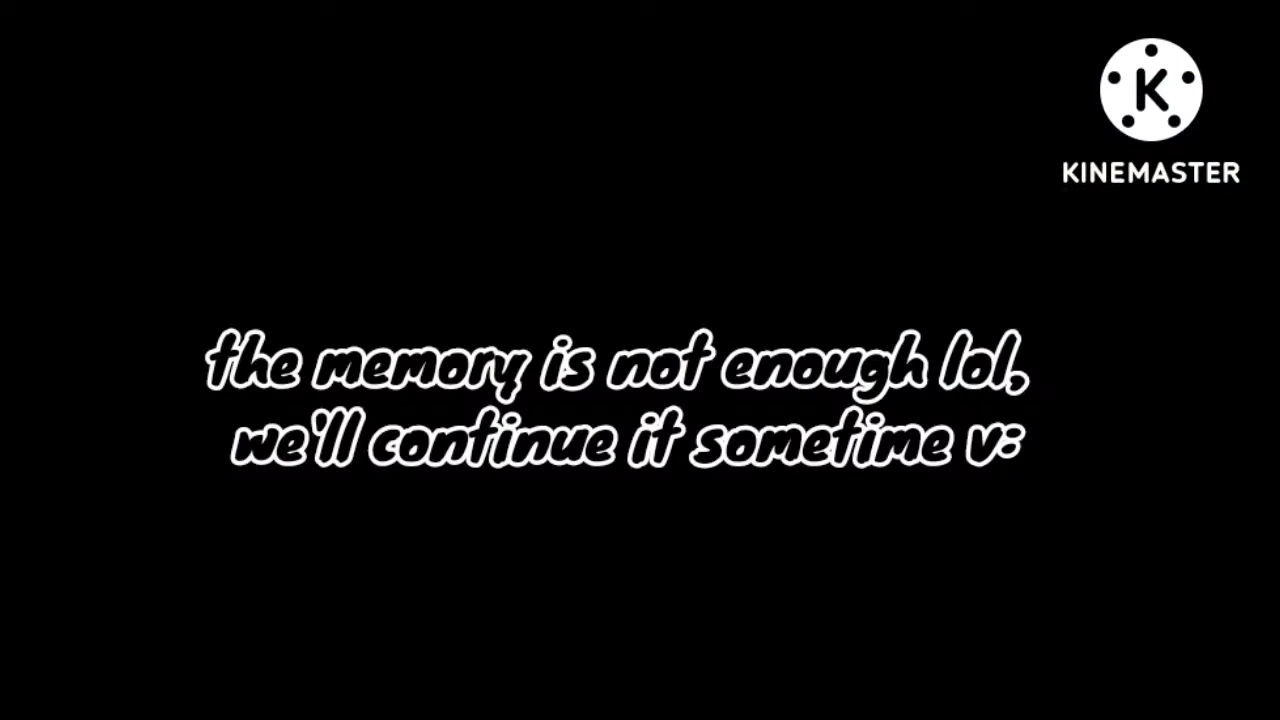 K
KINEMASTER
the memory is not enough lol,
we'll continue it sometime v: